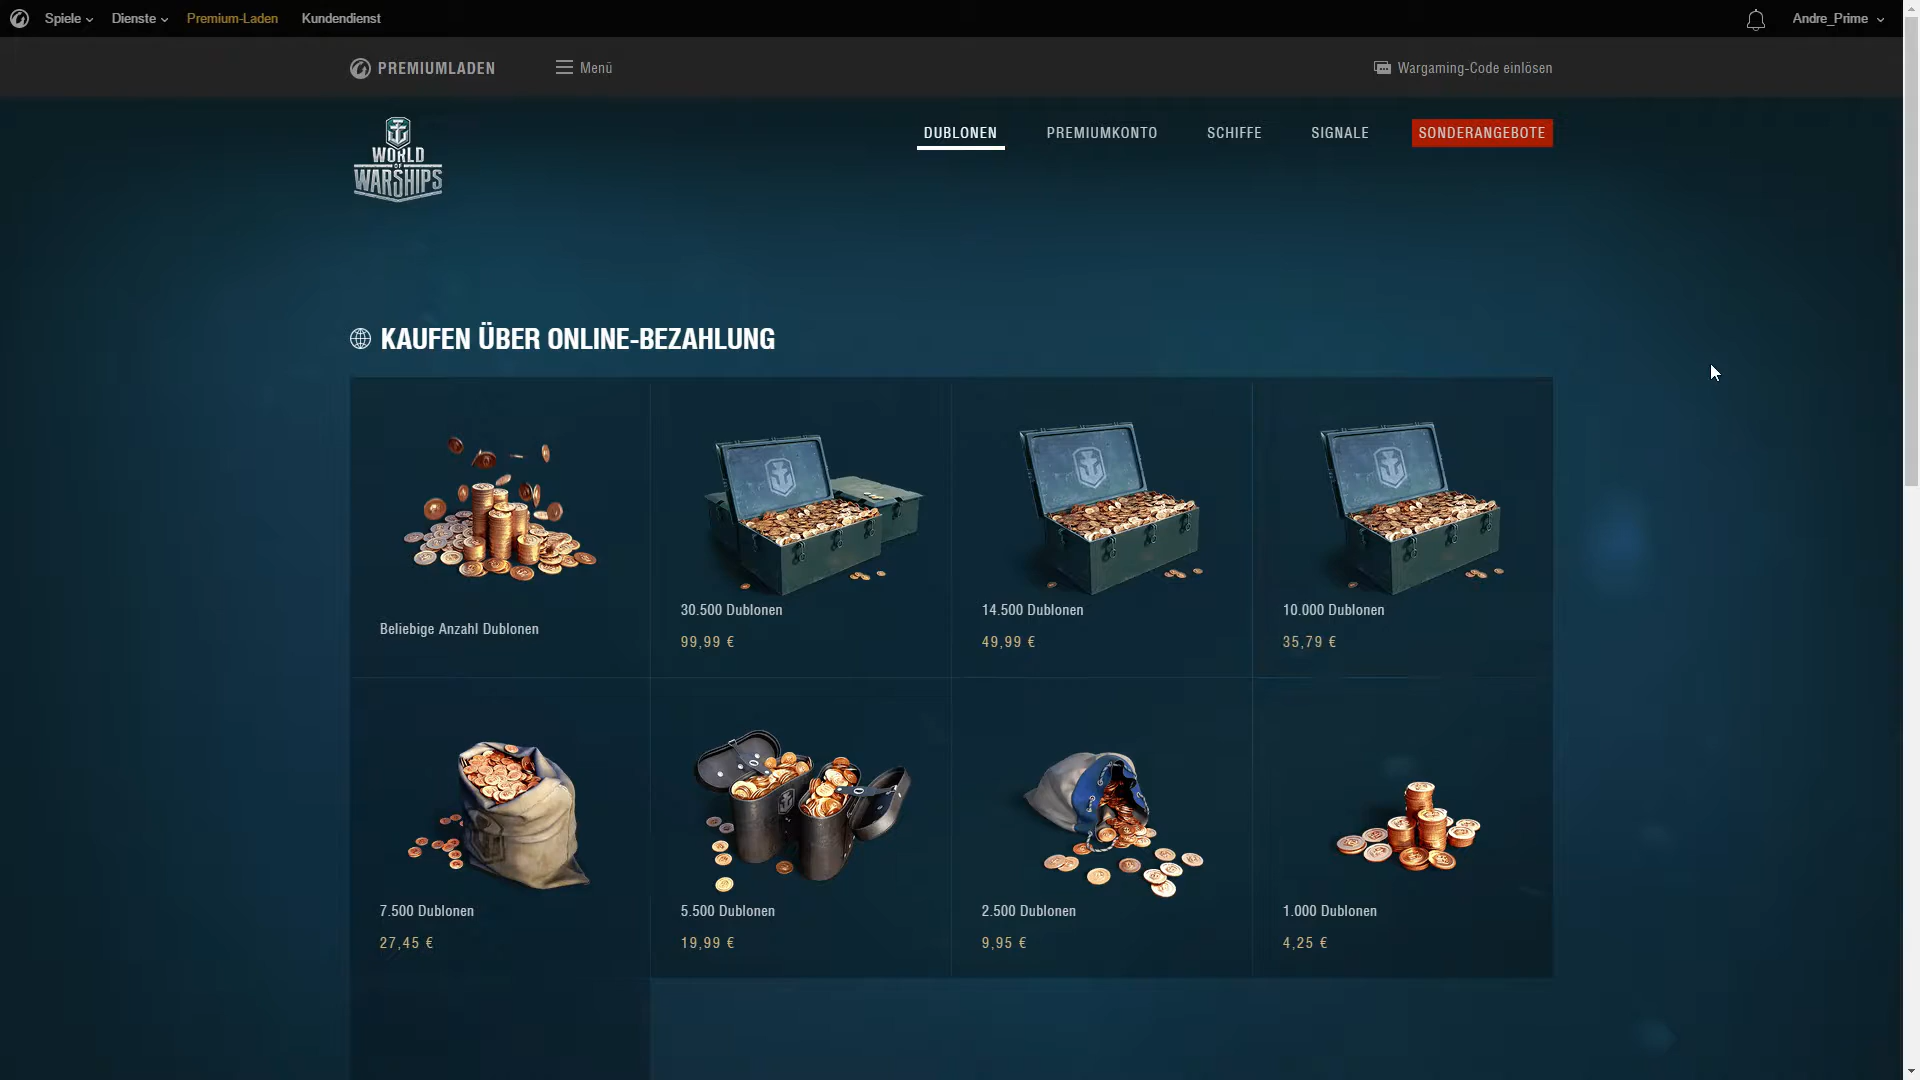 Spiele
Dienste
Premium-Laden
Kundendienst
Andre_Prime
PREMIUMLADEN
Menü
Wargaming-Code einlösen
WORLD
OF
WARSHIPS
DUBLONEN
PREMIUMKONTO
SCHIFFE
SIGNALE
SONDERANGEBOTE
KAUFEN ÜBER ONLINE-BEZAHLUNG
Beliebige Anzahl Dublonen
30.500 Dublonen
99,99 €
14.500 Dublonen
49,99 €
10.000 Dublonen
35,79 €
7.500 Dublonen
27,45 €
5.500 Dublonen
19,99 €
2.500 Dublonen
9,95 €
1.000 Dublonen
4,25 €